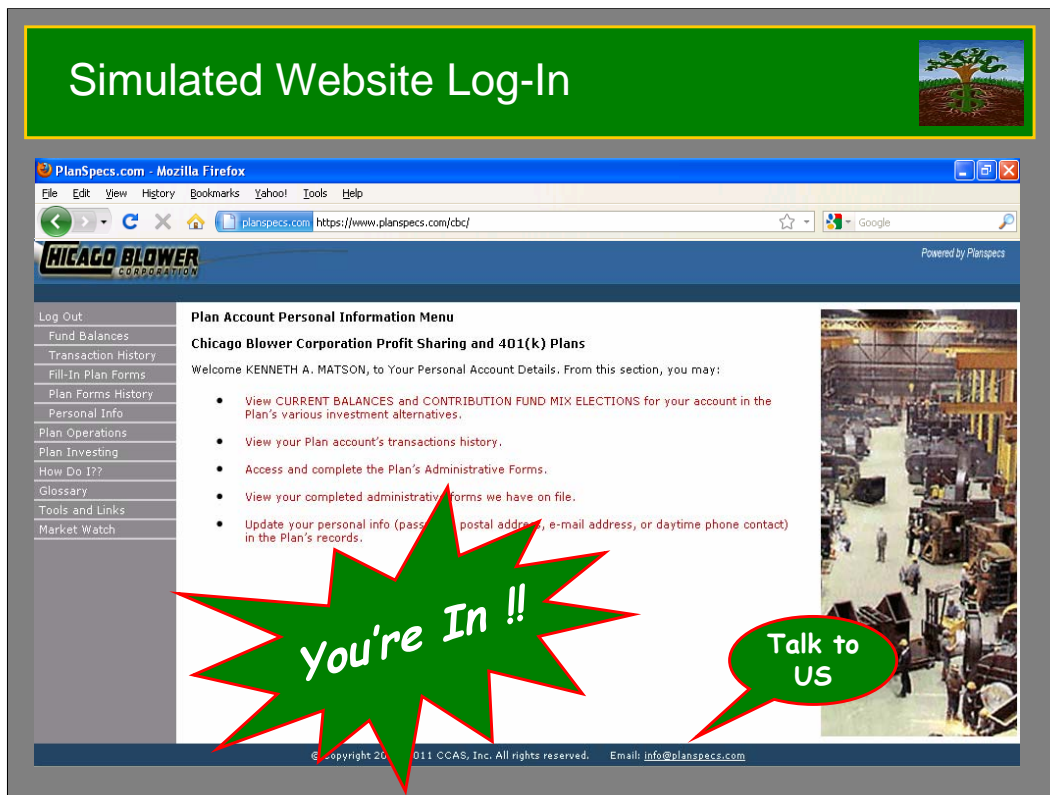 Simulated Website Log-In
PlanSpecs.com - Mozilla Firefox
File Edit View History Bookmarks Yahoo! Tools Help
planspecs.com https://www.planspecs.com/cbc/
Google
HICAGO BLOWER
CORPORATION
Powered by Planspecs
Log Out
Fund Balances
Transaction History
Fill-In Plan Forms
Plan Forms History
Personal Info
Plan Operations
Plan Investing
How Do I??
Glossary
Tools and Links
Market Watch
Plan Account Personal Information Menu
Chicago Blower Corporation Profit Sharing and 401(k) Plans
Welcome KENNETH A. MATSON, to Your Personal Account Details. From this section, you may:
• View CURRENT BALANCES and CONTRIBUTION FUND MIX ELECTIONS for your account in the
Plan's various investment alternatives.
• View your Plan account's transactions history.
• Access and complete the Plan's Administrative Forms.
• View your completed administrative forms we have on file.
• Update your personal info (pass postal address, e-mail address, or daytime phone contact)
in the Plan's records.
You're In !!
Talk to
US
© Copyright 20 011 CCAS, Inc. All rights reserved. Email: info@planspecs.com